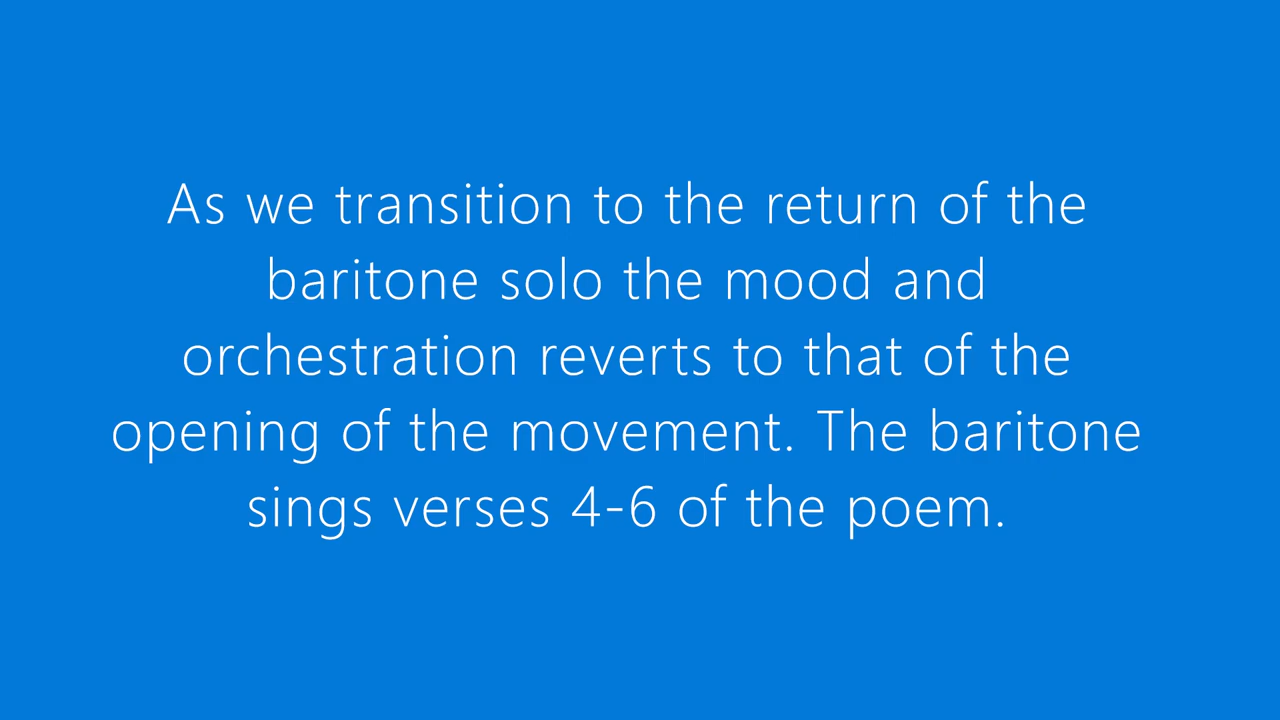 As we transition to the return of the
baritone solo the mood and
orchestration reverts to that of the
opening of the movement. The baritone
sings verses 4-6 of the poem.